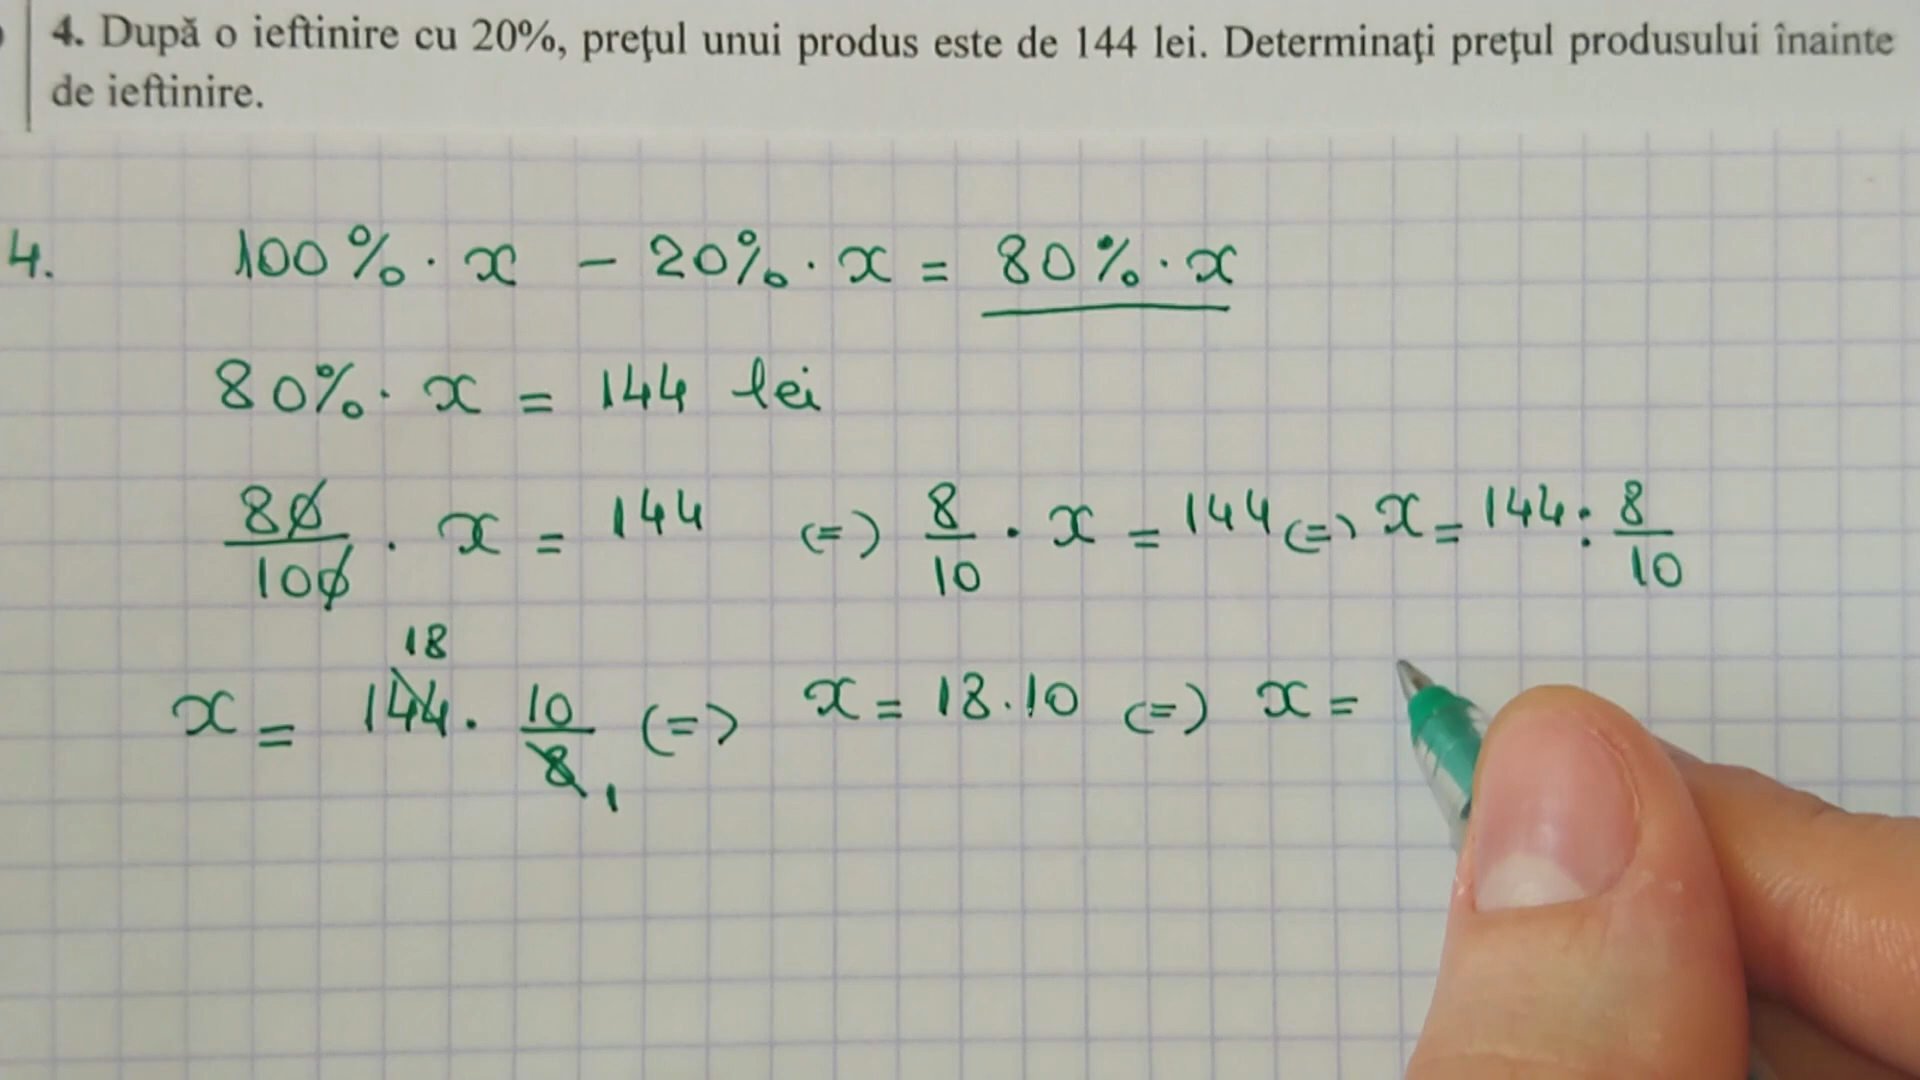 4. După o ieftinire cu 20%, preţul unui produs este de 144 lei. Determinaţi preţul produsului înainte
de ieftinire.
4. 100% · x - 20% · x = 80% · x
80% · x = 144 lei
80/100 · x = 144 (=) 8/10 · x = 144 (=) x = 144 : 8/10
18
x = 144 · 10/8 (=) x = 18 · 10 (=) x =
1